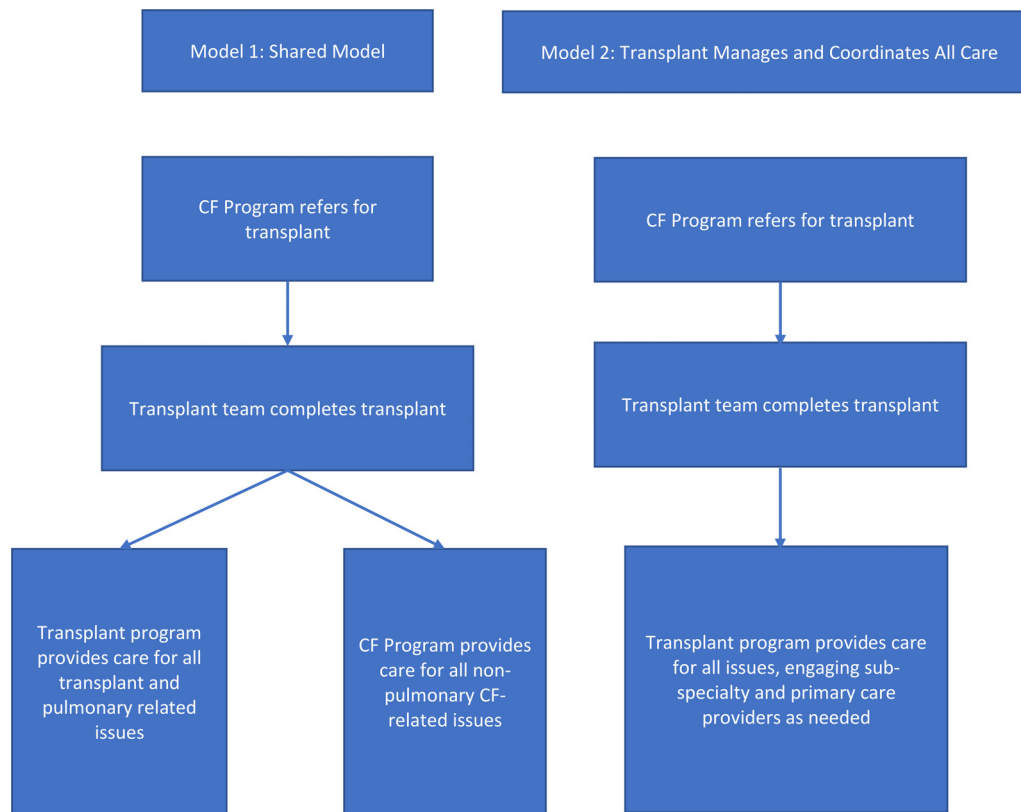 Model 1: Shared Model
Model 2: Transplant Manages and Coordinates All Care
CF Program refers for
transplant
CF Program refers for transplant
Transplant team completes transplant
Transplant team completes transplant
Transplant program
provides care for all
transplant and
pulmonary related
issues
CF Program provides
care for all non-
pulmonary CF-
related issues
Transplant program provides care
for all issues, engaging sub-
specialty and primary care
providers as needed